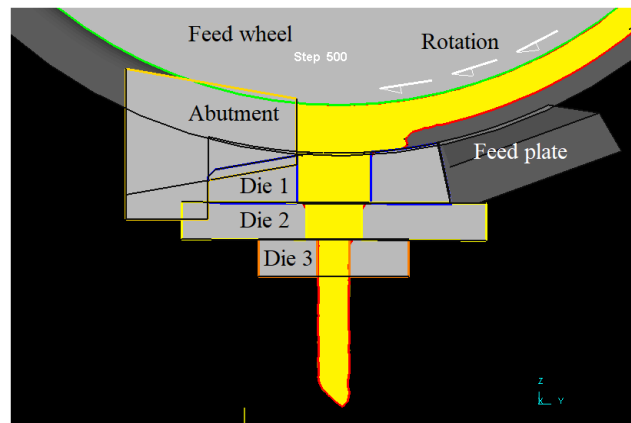 Feed wheel
Rotation
Step 500
Abutment
Feed plate
Die 1
Die 2
Die 3
Z
X Y